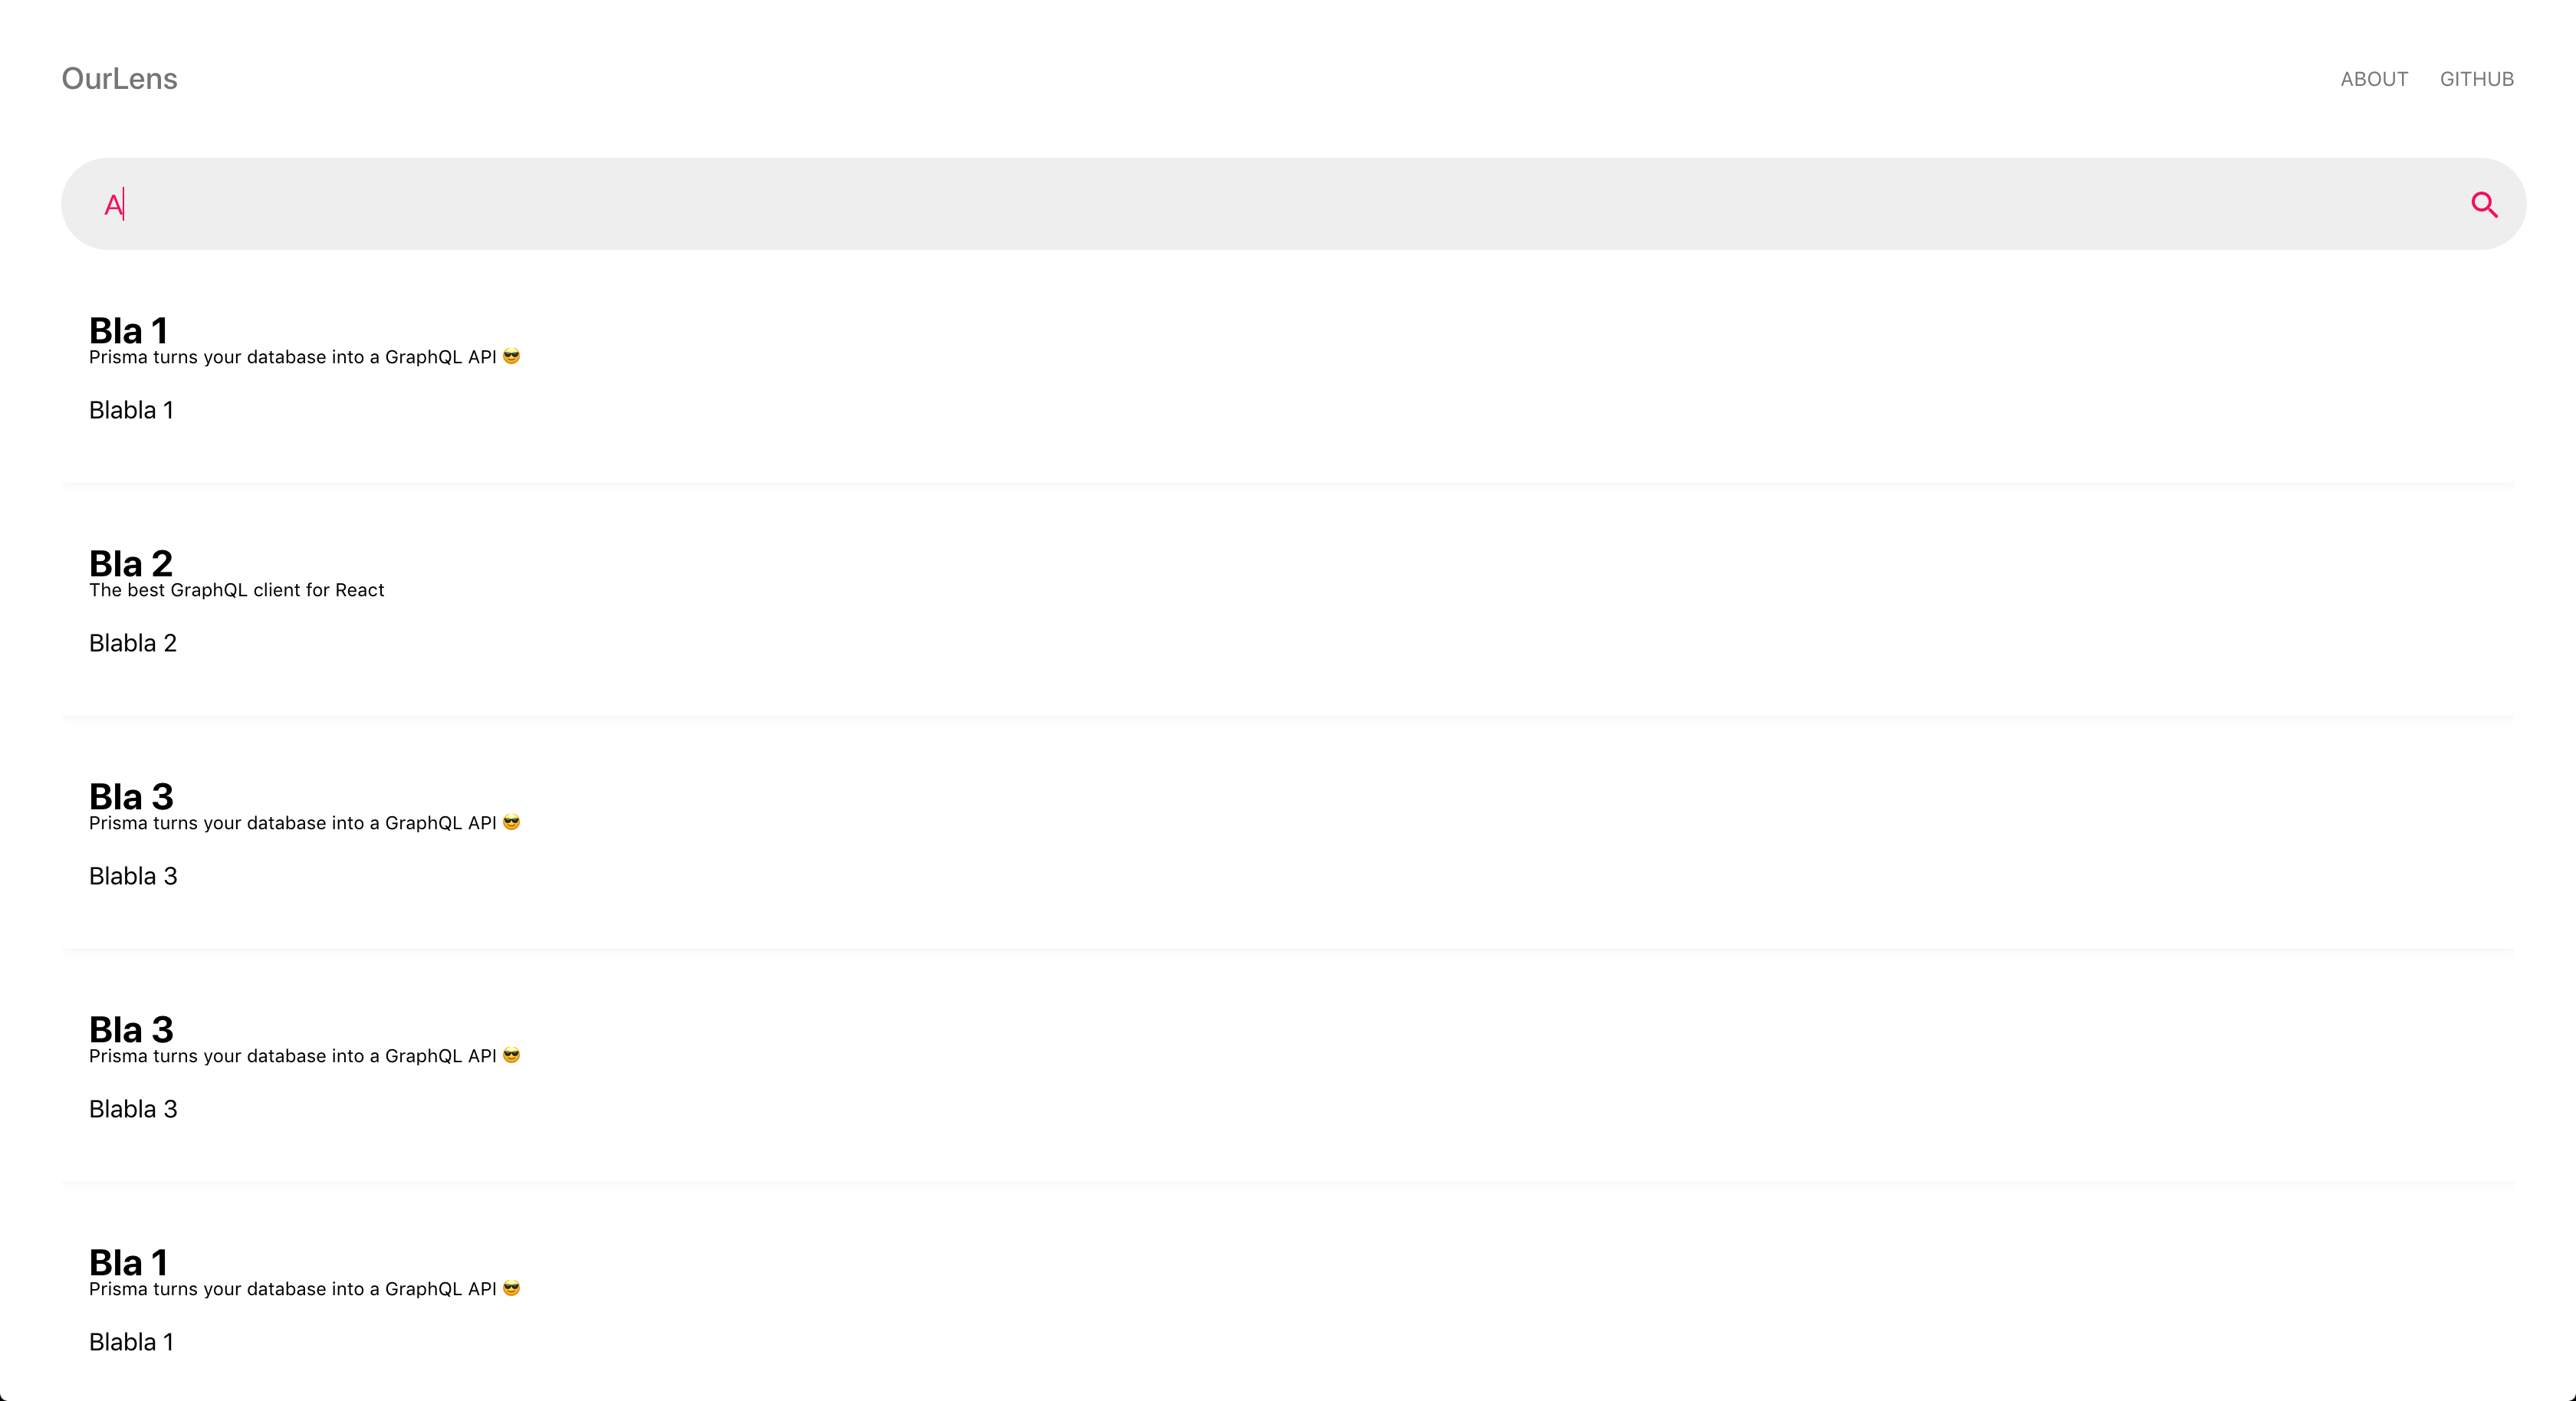 OurLens
ABOUT GITHUB
A
Bla 1
Prisma turns your database into a GraphQL API 😎
Blabla 1
Bla 2
The best GraphQL client for React
Blabla 2
Bla 3
Prisma turns your database into a GraphQL API 😎
Blabla 3
Bla 3
Prisma turns your database into a GraphQL API 😎
Blabla 3
Bla 1
Prisma turns your database into a GraphQL API 😎
Blabla 1